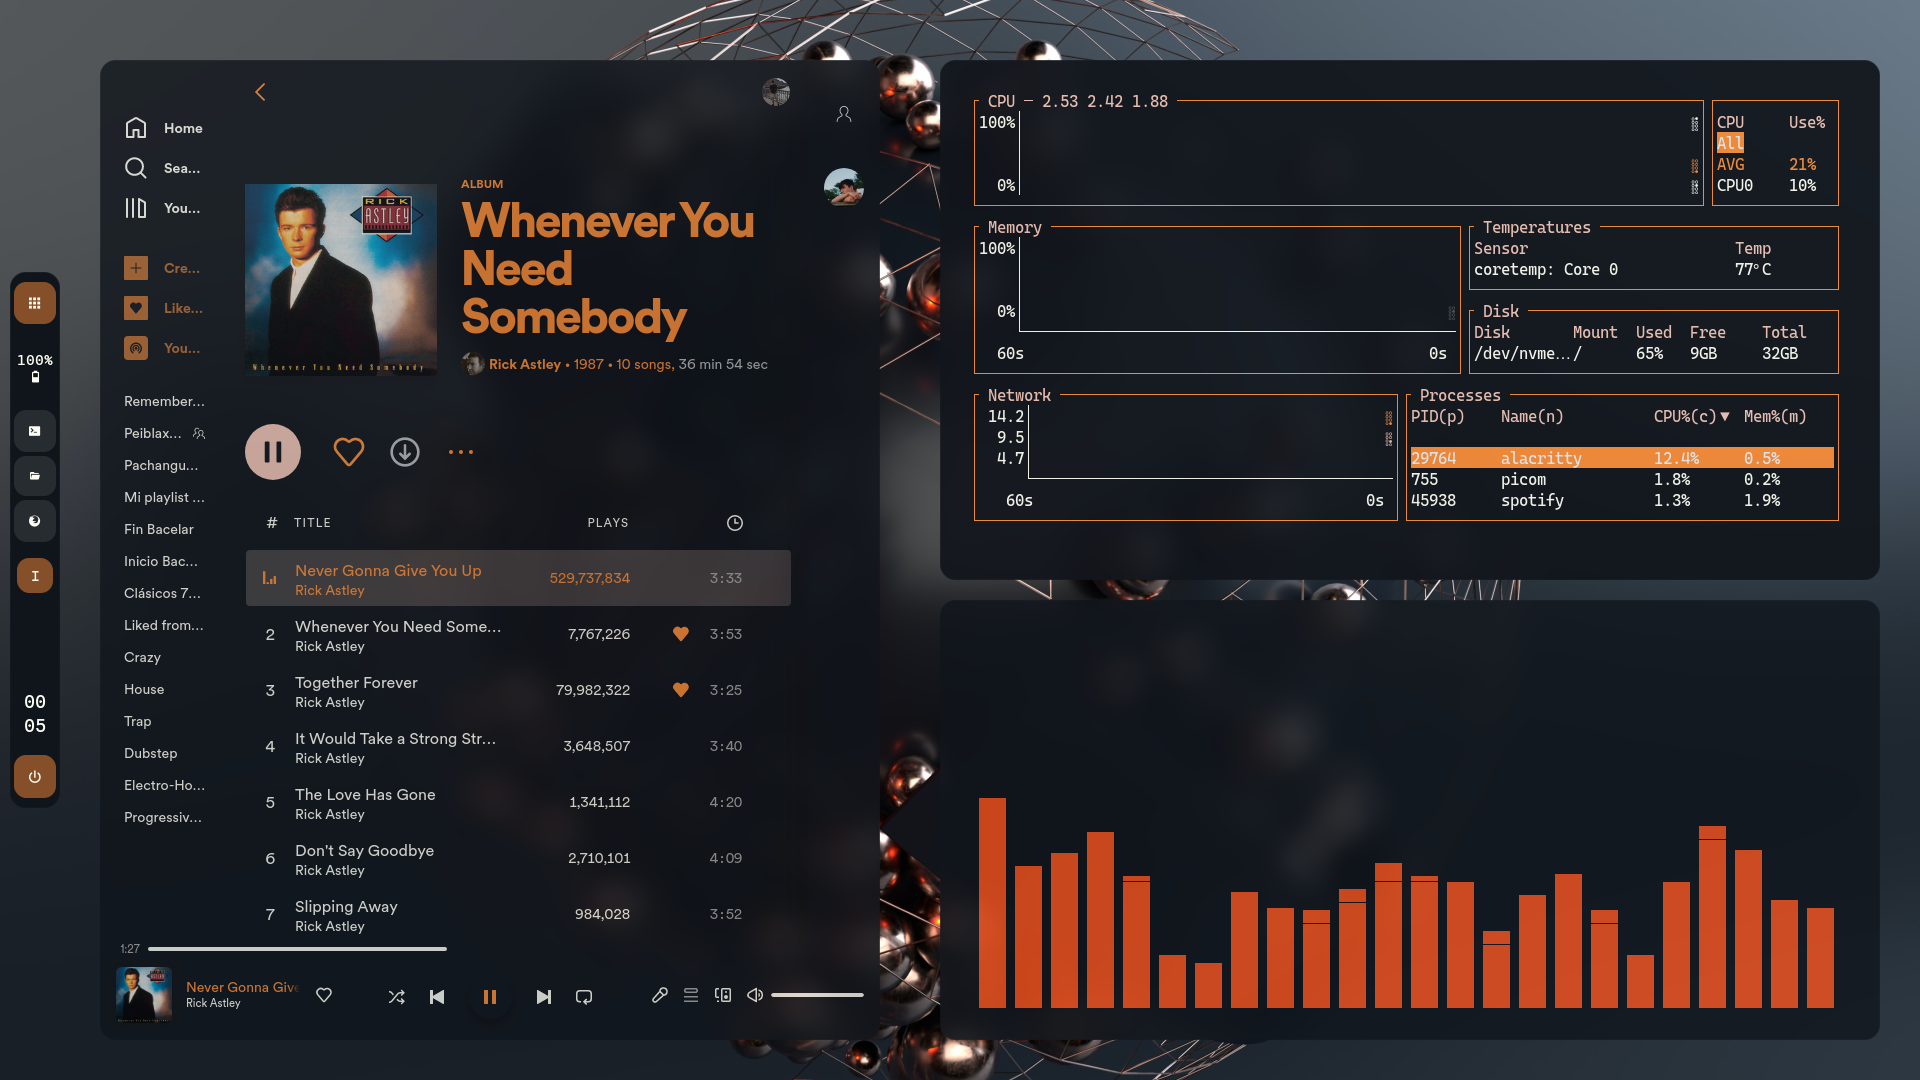 100%
I
00
05
Home
Sea...
You...
Cre...
Like...
You...
Remember...
Peiblax...
Pachangu...
Mi playlist ...
Fin Bacelar
Inicio Bac...
Clásicos 7...
Liked from...
Crazy
House
Trap
Dubstep
Electro-Ho...
Progressiv...
RICK
ASTLEY
Whenever You Need Somebody
ALBUM
Whenever You
Need
Somebody
Rick Astley • 1987 • 10 songs, 36 min 54 sec
# TITLE PLAYS
Never Gonna Give You Up 529,737,834 3:33
Rick Astley
2 Whenever You Need Some... 7,767,226 3:53
Rick Astley
3 Together Forever 79,982,322 3:25
Rick Astley
4 It Would Take a Strong Str... 3,648,507 3:40
Rick Astley
5 The Love Has Gone 1,341,112 4:20
Rick Astley
6 Don't Say Goodbye 2,710,101 4:09
Rick Astley
7 Slipping Away 984,028 3:52
Rick Astley
1:27
Never Gonna Give
Rick Astley
CPU — 2.53 2.42 1.88
100%
0%
CPU Use%
All
AVG 21%
CPU0 10%
Memory
100%
0%
60s 0s
Temperatures
Sensor Temp
coretemp: Core 0 77°C
Disk
Disk Mount Used Free Total
/dev/nvme... / 65% 9GB 32GB
Network
14.2
9.5
4.7
60s 0s
Processes
PID(p) Name(n) CPU%(c)▼ Mem%(m)
29764 alacritty 12.4% 0.5%
755 picom 1.8% 0.2%
45938 spotify 1.3% 1.9%